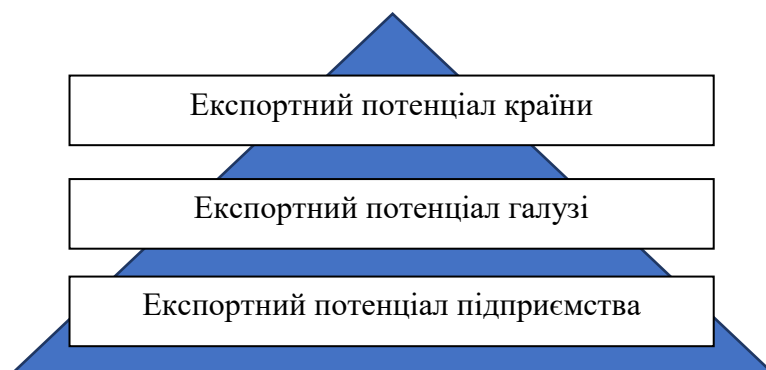 Експортний потенціал країни
Експортний потенціал галузі
Експортний потенціал підприємства